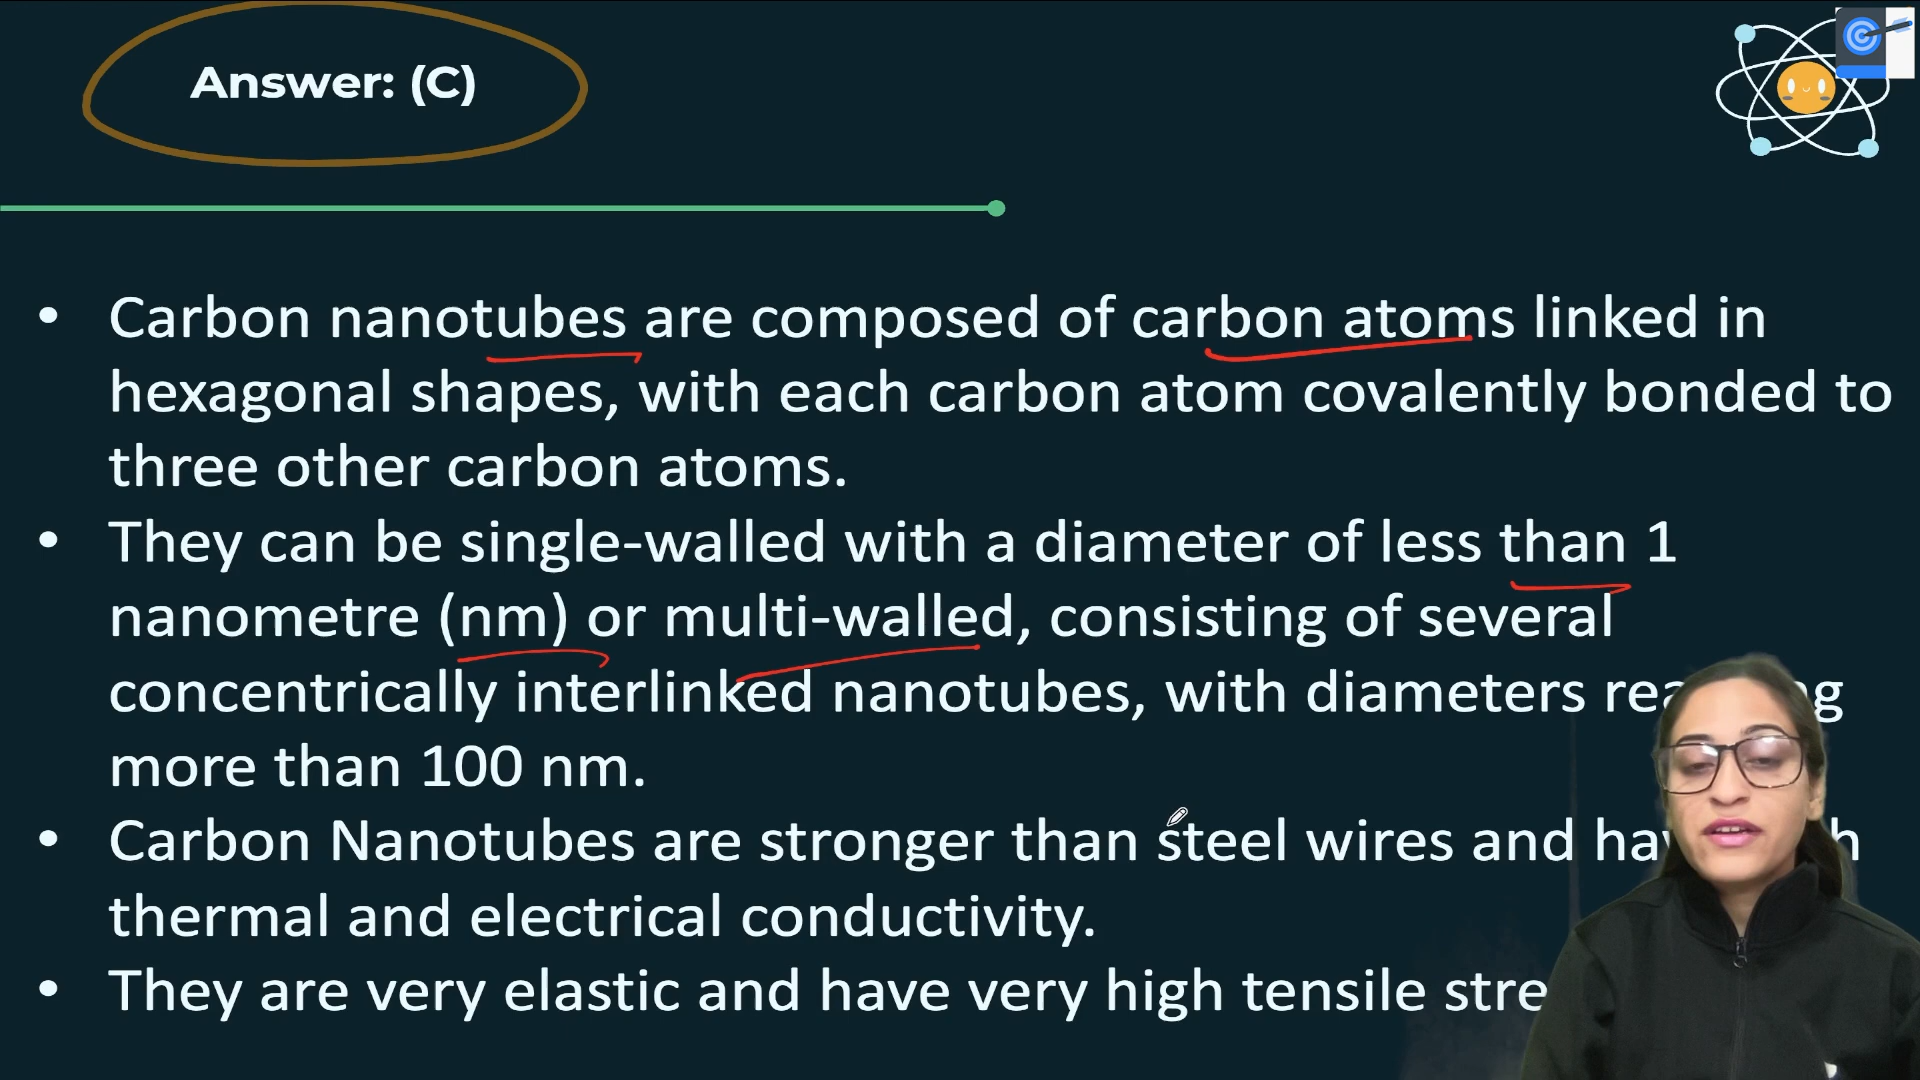 Answer: (C)
• Carbon nanotubes are composed of carbon atoms linked in
hexagonal shapes, with each carbon atom covalently bonded to
three other carbon atoms.
• They can be single-walled with a diameter of less than 1
nanometre (nm) or multi-walled, consisting of several
concentrically interlinked nanotubes, with diameters
more than 100 nm.
• Carbon Nanotubes are stronger than steel wires and
thermal and electrical conductivity.
• They are very elastic and have very high tensile